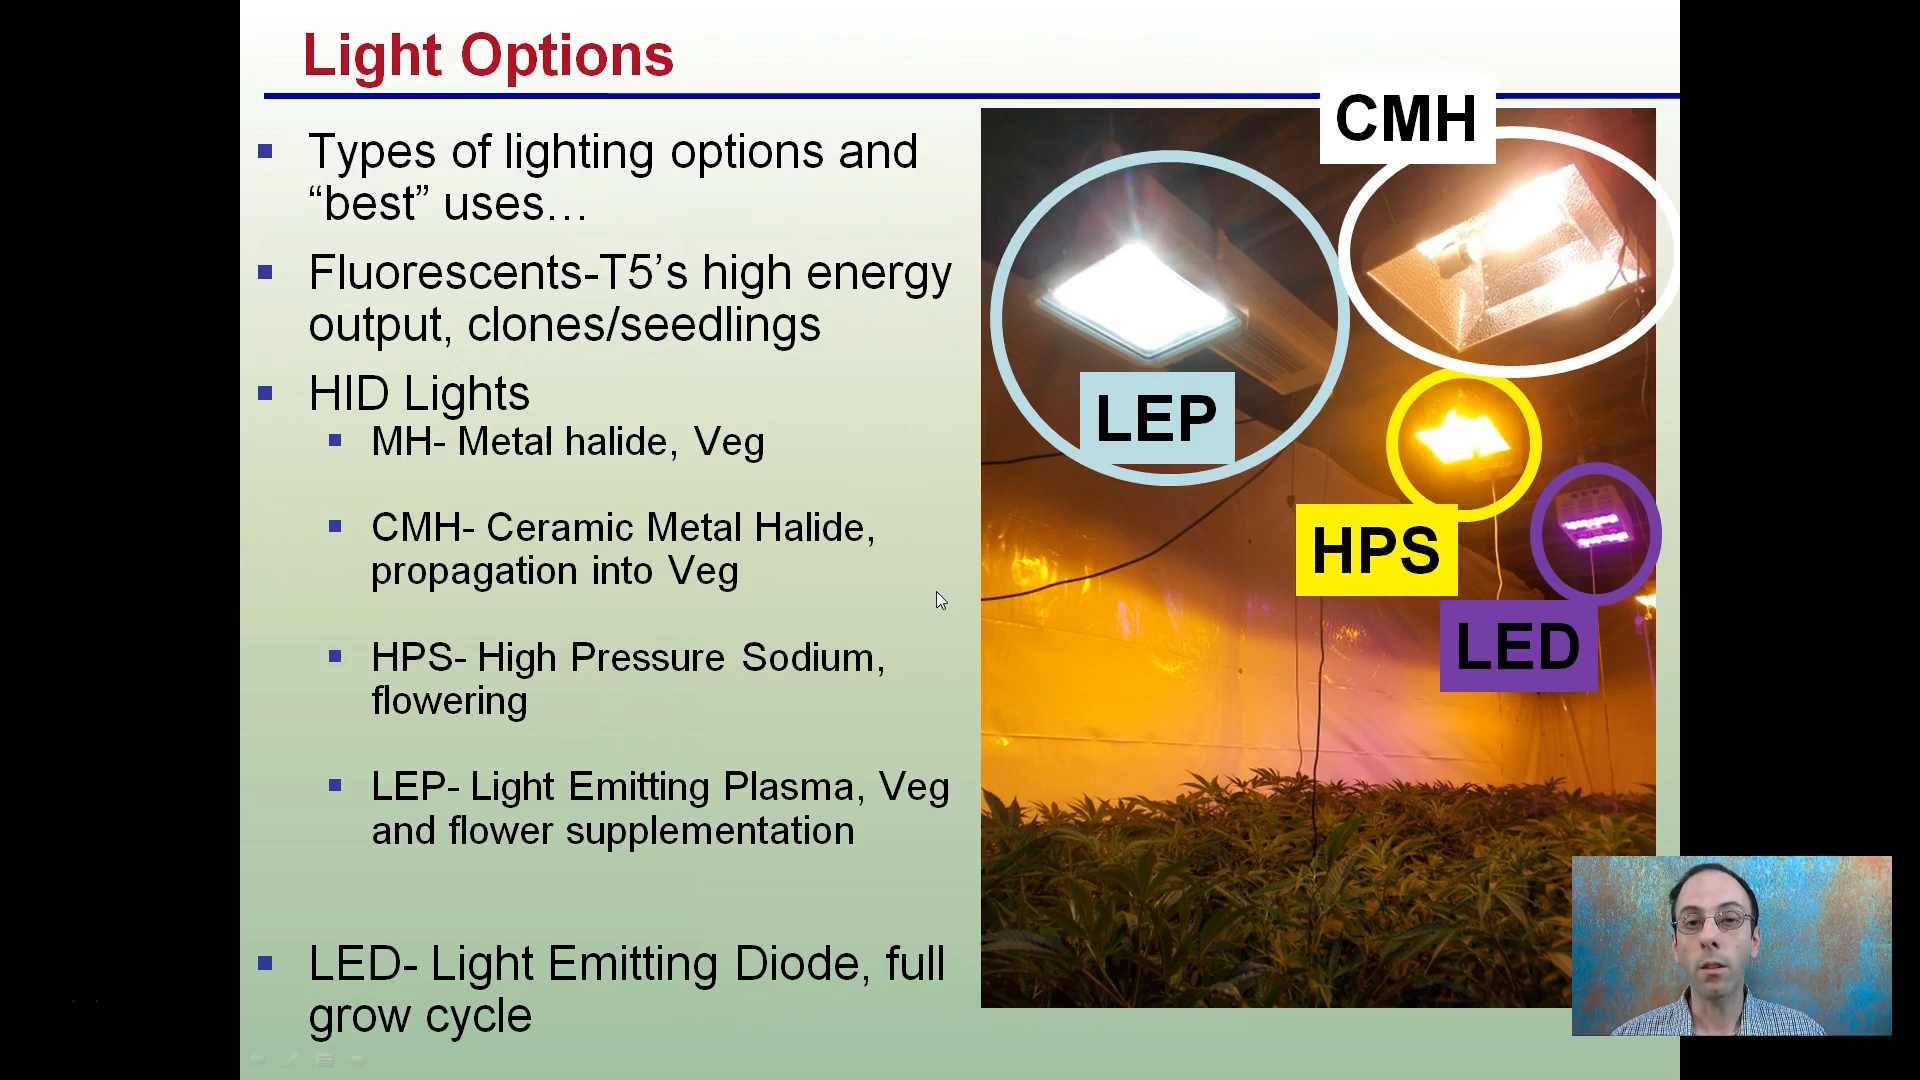 Light Options
Types of lighting options and
“best” uses…
Fluorescents-T5’s high energy
output, clones/seedlings
HID Lights
MH- Metal halide, Veg
CMH- Ceramic Metal Halide,
propagation into Veg
HPS- High Pressure Sodium,
flowering
LEP- Light Emitting Plasma, Veg
and flower supplementation
LED- Light Emitting Diode, full
grow cycle
CMH
LEP
HPS
LED